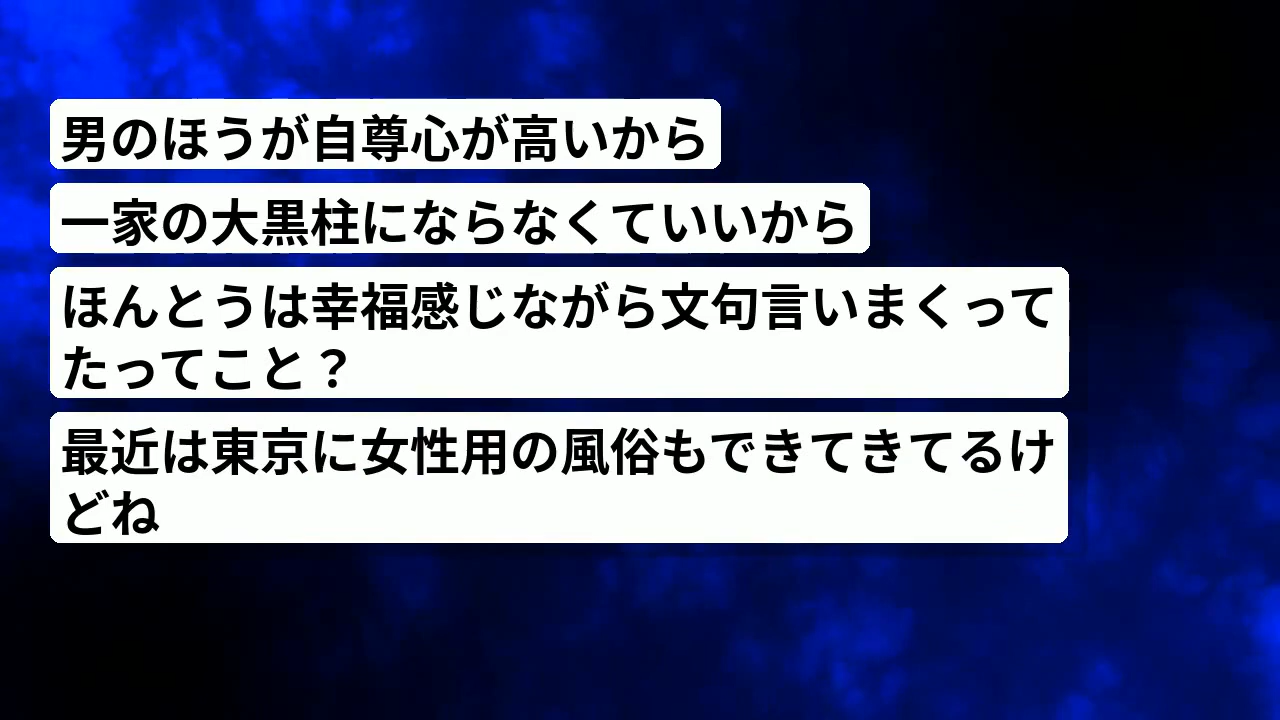 男のほうが自尊心が高いから
一家の大黒柱にならなくていいから
ほんとうは幸福感じながら文句言いまくって
たってこと？
最近は東京に女性用の風俗もできてきてるけ
どね